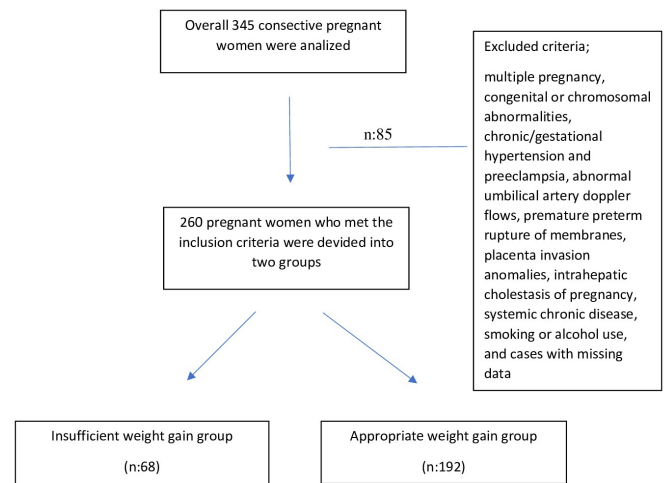 Overall 345 consective pregnant
women were analized
Excluded criteria;
multiple pregnancy,
congenital or chromosomal
abnormalities,
chronic/gestational
hypertension and
preeclampsia, abnormal
umbilical artery doppler
flows, premature preterm
rupture of membranes,
placenta invasion
anomalies, intrahepatic
cholestasis of pregnancy,
systemic chronic disease,
smoking or alcohol use,
and cases with missing
data
n:85
260 pregnant women who met the
inclusion criteria were devided into
two groups
Insufficient weight gain group
(n:68)
Appropriate weight gain group
(n:192)